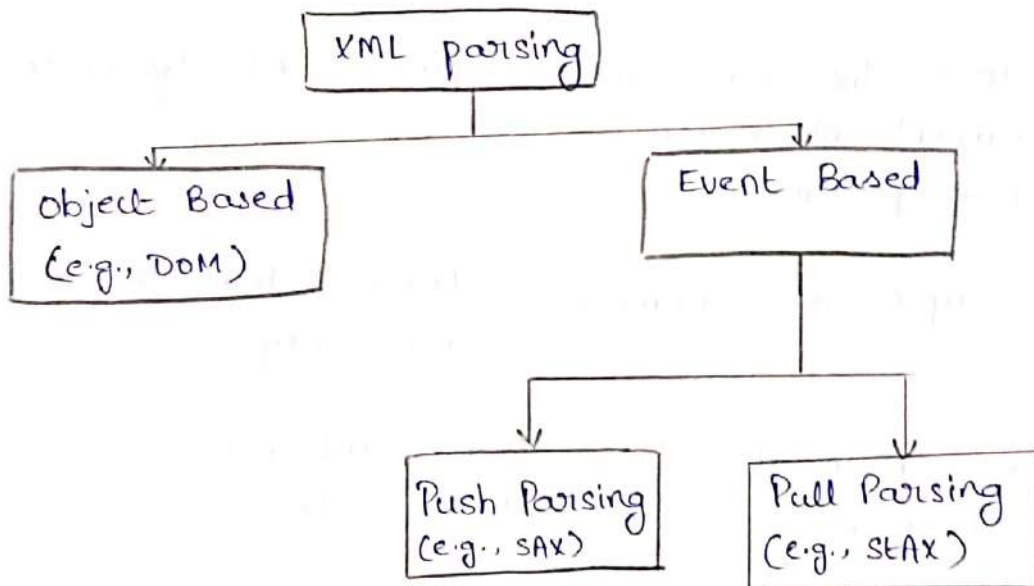 XML parsing
Object Based
(e.g., DOM)
Event Based
Push Parsing
(e.g., SAX)
Pull Parsing
(e.g., StAX)